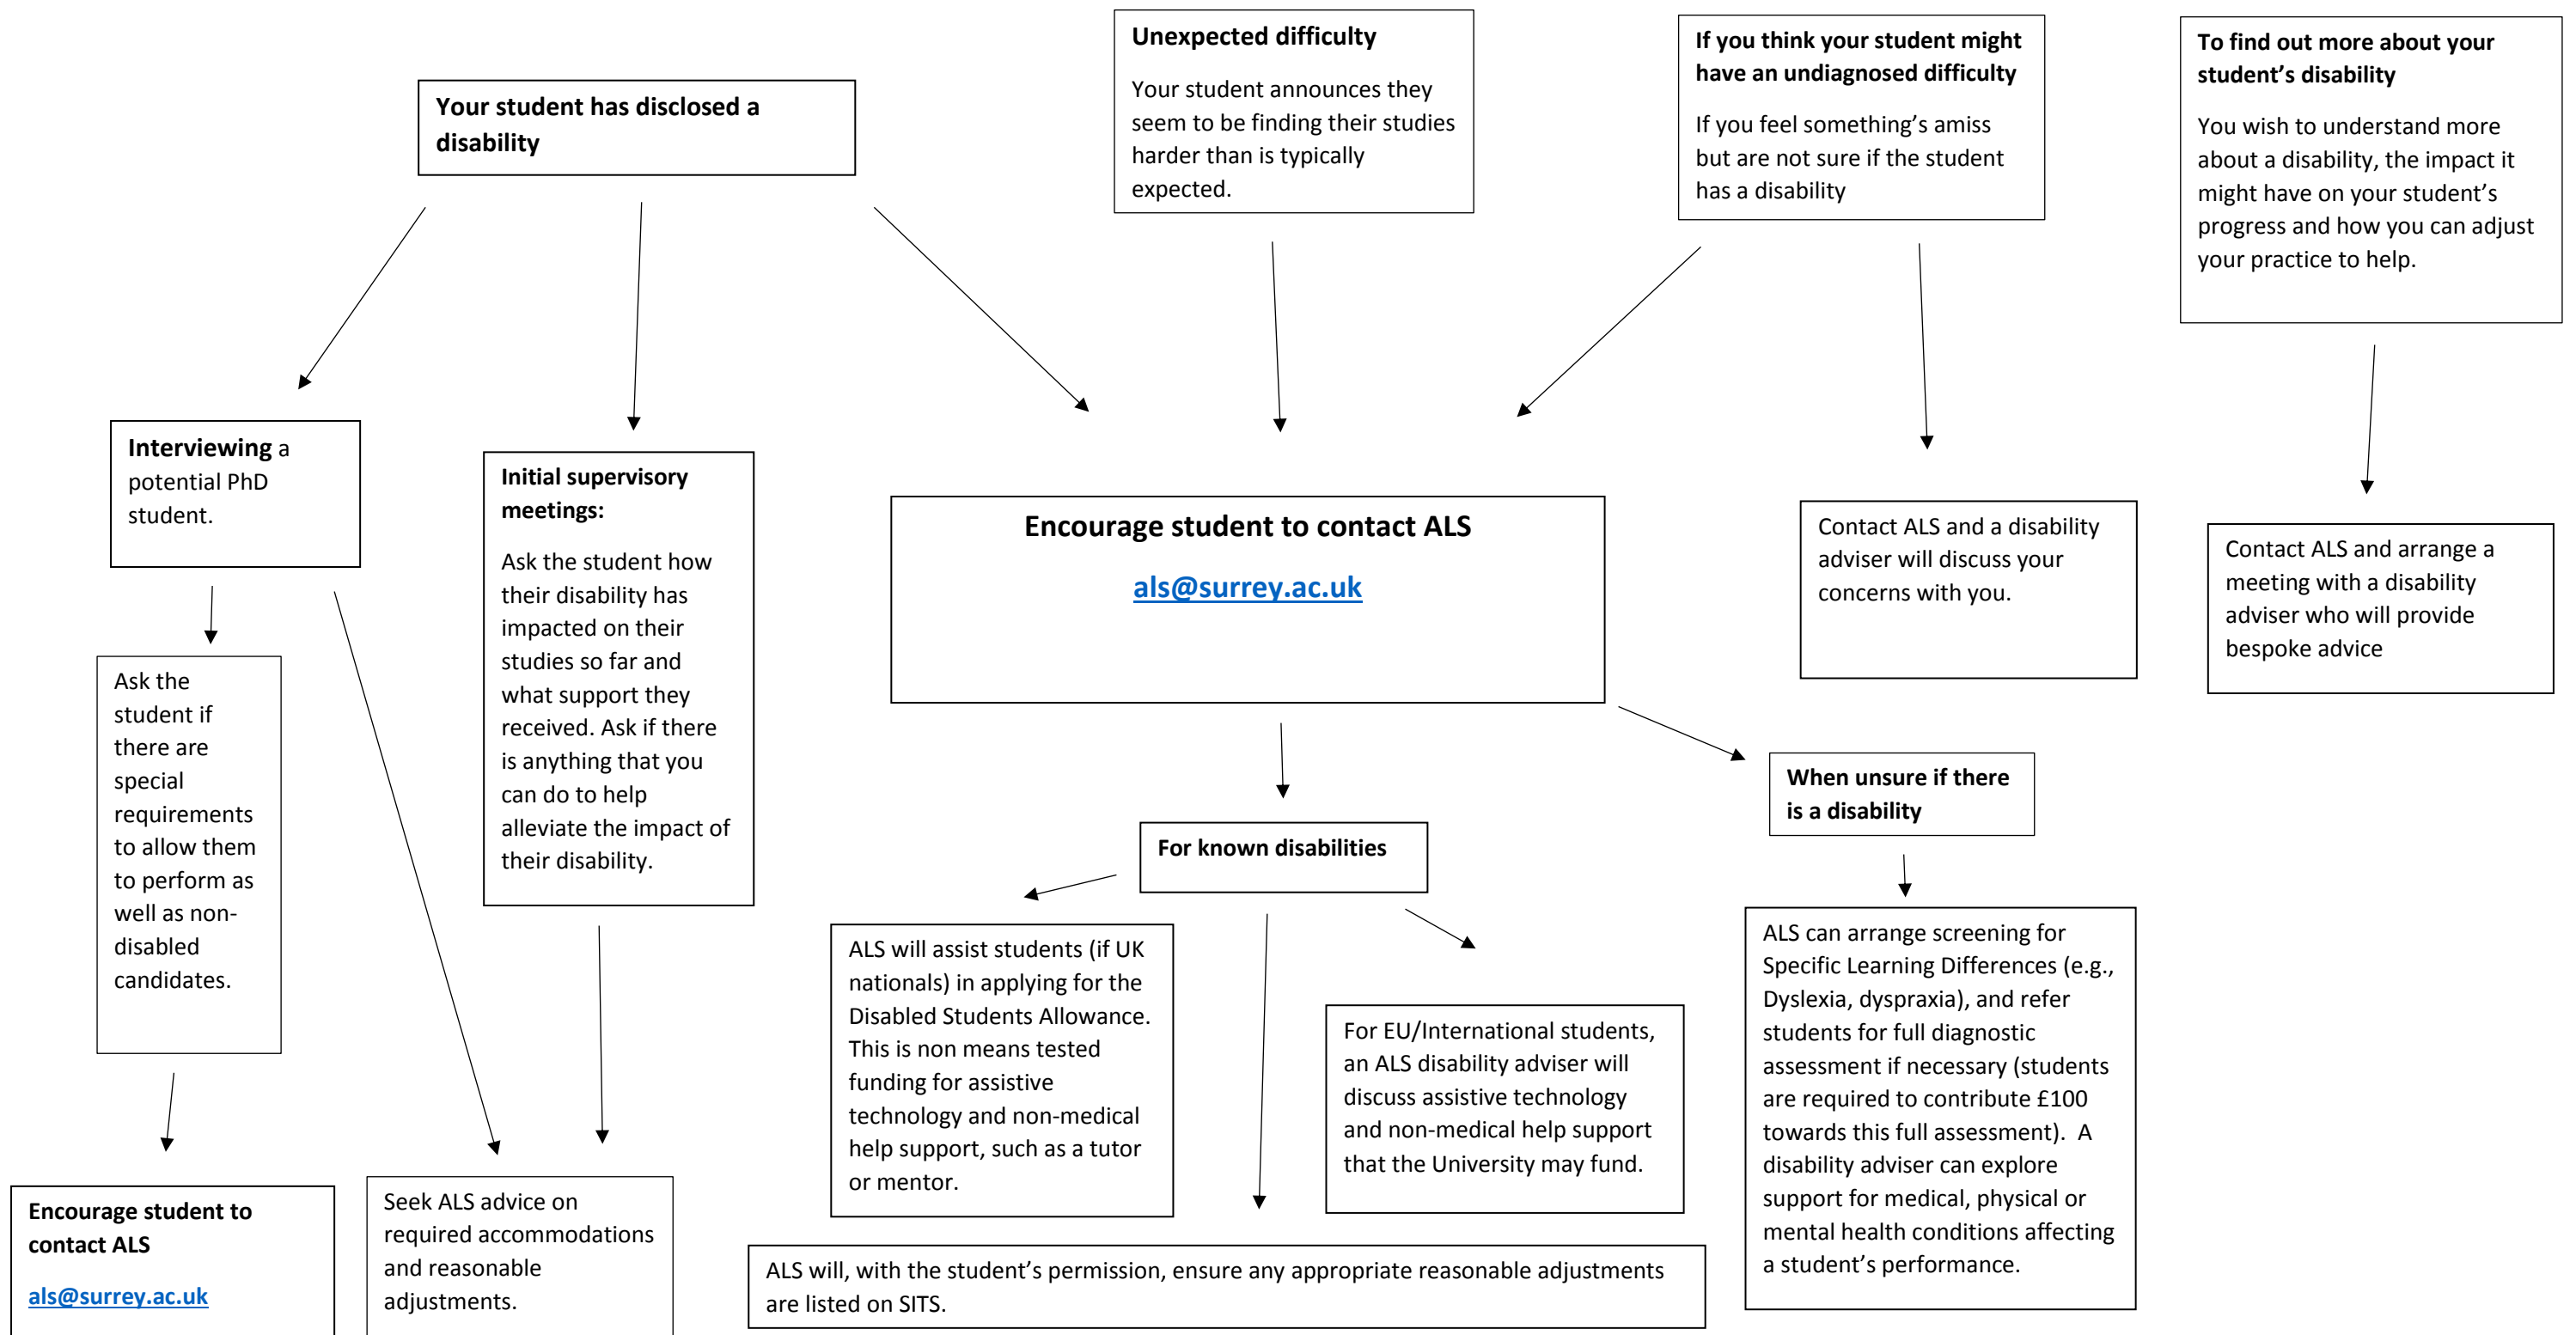 Your student has disclosed a
disability
Unexpected difficulty
Your student announces they
seem to be finding their studies
harder than is typically
expected.
If you think your student might
have an undiagnosed difficulty
If you feel something's amiss
but are not sure if the student
has a disability
To find out more about your
student's disability
You wish to understand more
about a disability, the impact it
might have on your student's
progress and how you can adjust
your practice to help.
Interviewing a
potential PhD
student.
Initial supervisory
meetings:
Ask the student how
their disability has
impacted on their
studies so far and
what support they
received. Ask if there
is anything that you
can do to help
alleviate the impact of
their disability.
Encourage student to contact ALS
als@surrey.ac.uk
Contact ALS and a disability
adviser will discuss your
concerns with you.
Contact ALS and arrange a
meeting with a disability
adviser who will provide
bespoke advice
Ask the
student if
there are
special
requirements
to allow them
to perform as
well as non-
disabled
candidates.
When unsure if there
is a disability
For known disabilities
ALS will assist students (if UK
nationals) in applying for the
Disabled Students Allowance.
This is non means tested
funding for assistive
technology and non-medical
help support, such as a tutor
or mentor.
For EU/International students,
an ALS disability adviser will
discuss assistive technology
and non-medical help support
that the University may fund.
ALS can arrange screening for
Specific Learning Differences (e.g.,
Dyslexia, dyspraxia), and refer
students for full diagnostic
assessment if necessary (students
are required to contribute £100
towards this full assessment).  A
disability adviser can explore
support for medical, physical or
mental health conditions affecting
a student's performance.
Encourage student to
contact ALS
als@surrey.ac.uk
Seek ALS advice on
required accommodations
and reasonable
adjustments.
ALS will, with the student's permission, ensure any appropriate reasonable adjustments
are listed on SITS.